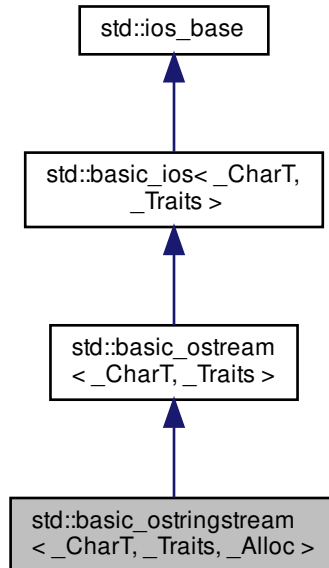 std::ios_base
std::basic_ios< _CharT,
_Traits >
std::basic_ostream
< _CharT, _Traits >
std::basic_ostringstream
< _CharT, _Traits, _Alloc >